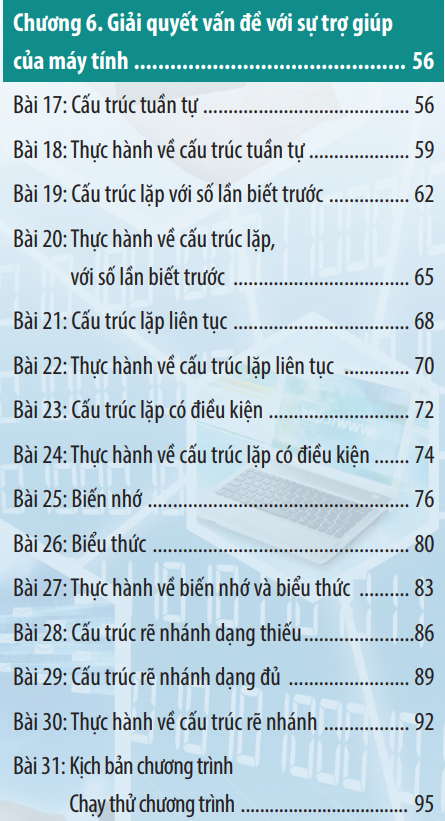 Chương 6. Giải quyết vấn đề với sự trợ giúp
của máy tính ............................................. 56
Bài 17: Cấu trúc tuần tự ......................................... 56
Bài 18: Thực hành về cấu trúc tuần tự .................... 59
Bài 19: Cấu trúc lặp với số lần biết trước ................ 62
Bài 20: Thực hành về cấu trúc lặp,
với số lần biết trước ................................... 65
Bài 21: Cấu trúc lặp liên tục ................................... 68
Bài 22: Thực hành về cấu trúc lặp liên tục ............. 70
Bài 23: Cấu trúc lặp có điều kiện ............................ 72
Bài 24: Thực hành về cấu trúc lặp có điều kiện ....... 74
Bài 25: Biến nhớ .................................................... 76
Bài 26: Biểu thức ................................................... 80
Bài 27: Thực hành về biến nhớ và biểu thức .......... 83
Bài 28: Cấu trúc rẽ nhánh dạng thiếu......................86
Bài 29: Cấu trúc rẽ nhánh dạng đủ ........................ 89
Bài 30: Thực hành về cấu trúc rẽ nhánh ................. 92
Bài 31: Kịch bản chương trình
Chạy thử chương trình .................................. 95